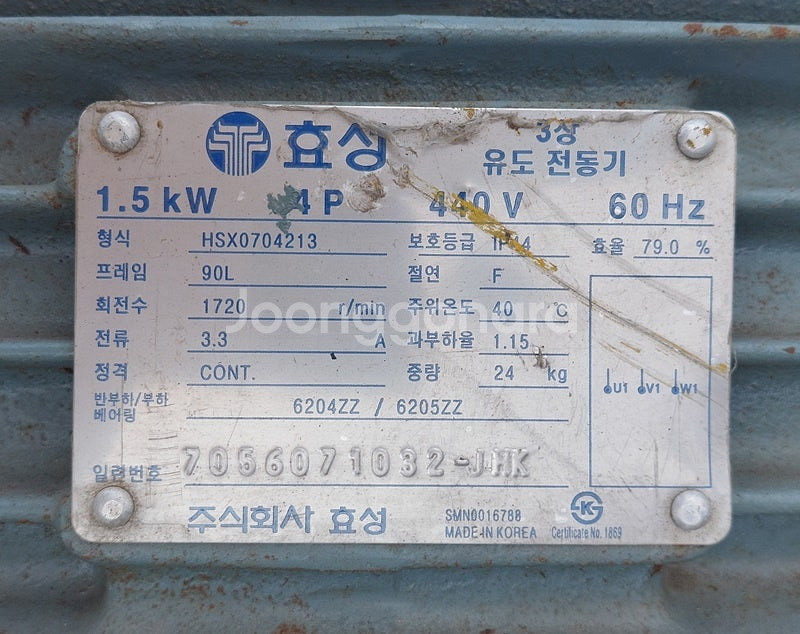 효성 3상
유도 전동기
1.5 kW 4P 440 V 60 Hz
형식 HSX0704213 보호등급 효율 79.0 %
프레임 90L 절연 F
회전수 1720 r/min 주위온도 40 ℃
전류 3.3 A 과부하율 1.15
정격 CONT. 중량 24 kg
U1 V1 W1
반부하/부하
베어링 6204ZZ / 6205ZZ
일련번호 7056071032-JHK
주식회사 효성
SMN0016788
MADE IN KOREA
Certificate No. 1869
Joonggonara